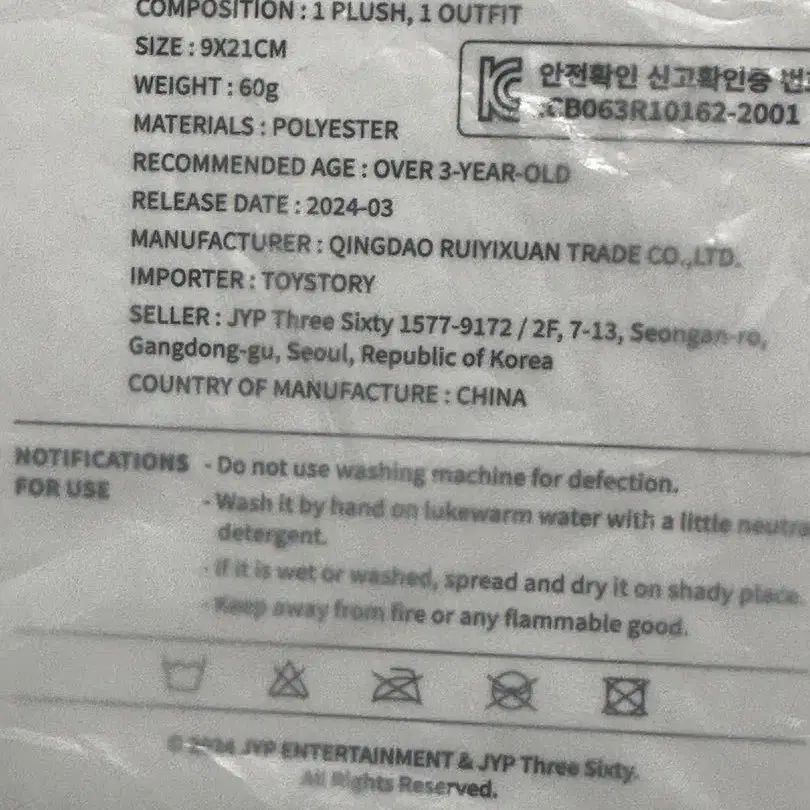 COMPOSITION : 1 PLUSH, 1 OUTFIT
SIZE : 9X21CM
안전확인 신고확인증
WEIGHT : 60g
:CB063R10162-2001
MATERIALS : POLYESTER
RECOMMENDED AGE : OVER 3-YEAR-OLD
RELEASE DATE : 2024-03
MANUFACTURER : QINGDAO RUIYIXUAN TRADE CO.,LTD.
IMPORTER : TOYSTORY
SELLER : JYP Three Sixty 1577-9172 / 2F, 7-13, Seongan-ro,
Gangdong-gu, Seoul, Republic of Korea
COUNTRY OF MANUFACTURE : CHINA
NOTIFICATIONS
FOR USE
- Do not use washing machine for defection.
- Wash it by hand on lukewarm water with a little neutra
detergent.
- If it is wet or washed, spread and dry it on shady place.
- Keep away from fire or any flammable good.
© 2024 JYP ENTERTAINMENT & JYP Three Sixty.
All Rights Reserved.